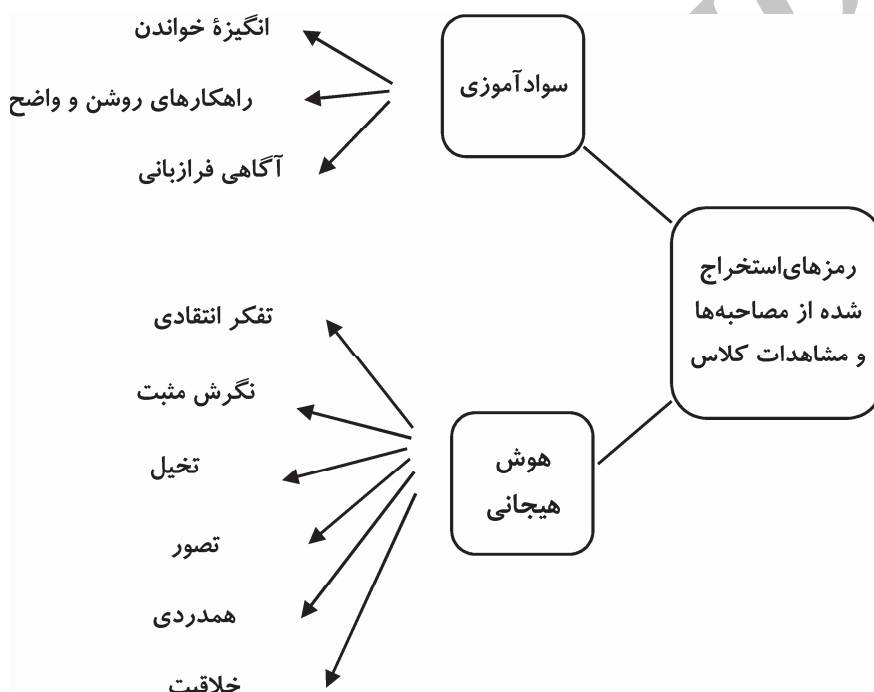 رمزهای‌استخراج
شده از مصاحبه‌ها
و مشاهدات کلاس
سوادآموزی
انگیزۀ خواندن
راهکارهای روشن و واضح
آگاهی فرازبانی
هوش
هیجانی
تفکر انتقادی
نگرش مثبت
تخیل
تصور
همدردی
خلاقیت